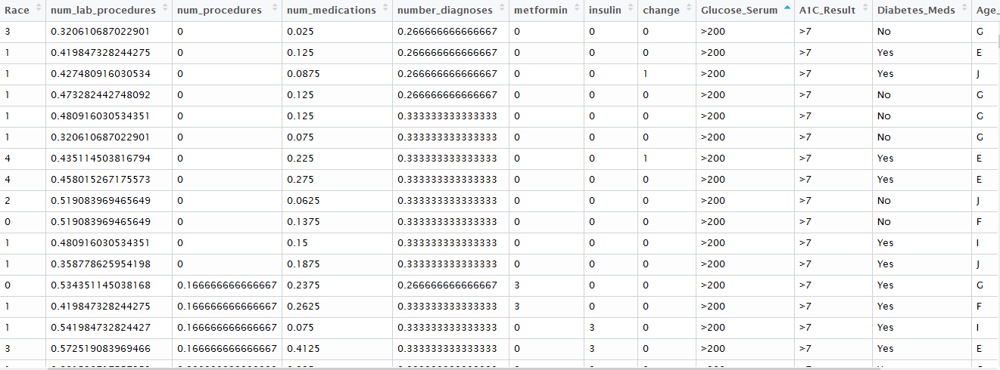 Race num_lab_procedures num_procedures num_medications number_diagnoses metformin insulin change Glucose_Serum A1C_Result Diabetes_Meds Age_
3 0.320610687022901 0 0.025 0.266666666666667 0 0 0 >200 >7 No G
1 0.419847328244275 0 0.125 0.266666666666667 0 0 0 >200 >7 Yes E
1 0.427480916030534 0 0.0875 0.266666666666667 0 0 1 >200 >7 Yes J
1 0.473282442748092 0 0.125 0.266666666666667 0 0 0 >200 >7 No G
1 0.480916030534351 0 0.125 0.333333333333333 0 0 0 >200 >7 No G
1 0.320610687022901 0 0.075 0.333333333333333 0 0 0 >200 >7 No G
4 0.435114503816794 0 0.225 0.333333333333333 0 0 1 >200 >7 Yes E
4 0.458015267175573 0 0.275 0.333333333333333 0 0 0 >200 >7 Yes E
2 0.519083969465649 0 0.0625 0.333333333333333 0 0 0 >200 >7 No J
0 0.519083969465649 0 0.1375 0.333333333333333 0 0 0 >200 >7 No F
1 0.480916030534351 0 0.15 0.333333333333333 0 0 0 >200 >7 Yes I
1 0.358778625954198 0 0.1875 0.333333333333333 0 0 0 >200 >7 Yes J
0 0.534351145038168 0.166666666666667 0.2375 0.266666666666667 3 0 0 >200 >7 Yes G
1 0.419847328244275 0.166666666666667 0.2625 0.333333333333333 3 0 0 >200 >7 Yes F
1 0.541984732824427 0.166666666666667 0.075 0.333333333333333 0 3 0 >200 >7 Yes I
3 0.572519083969466 0.166666666666667 0.4125 0.333333333333333 0 3 0 >200 >7 Yes E